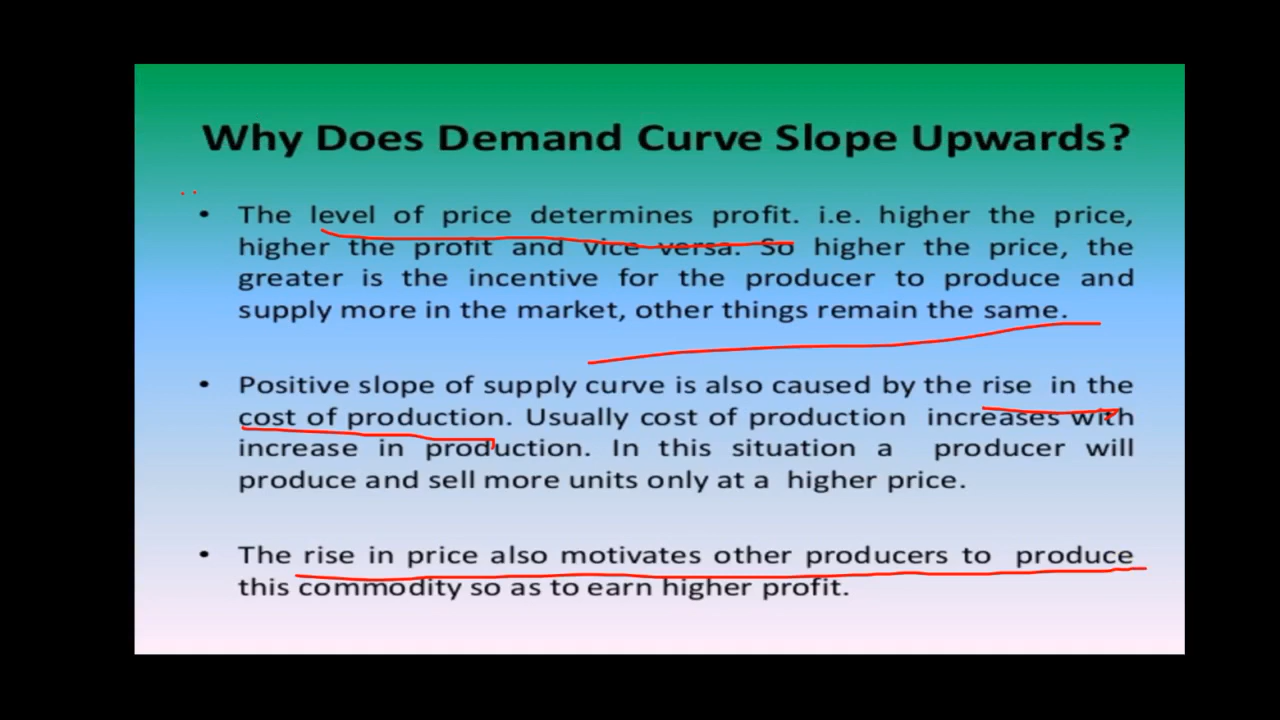 Why Does Demand Curve Slope Upwards?
• The level of price determines profit. i.e. higher the price,
higher the profit and vice versa. So higher the price, the
greater is the incentive for the producer to produce and
supply more in the market, other things remain the same.
• Positive slope of supply curve is also caused by the rise in the
cost of production. Usually cost of production increases with
increase in production. In this situation a producer will
produce and sell more units only at a higher price.
• The rise in price also motivates other producers to produce
this commodity so as to earn higher profit.